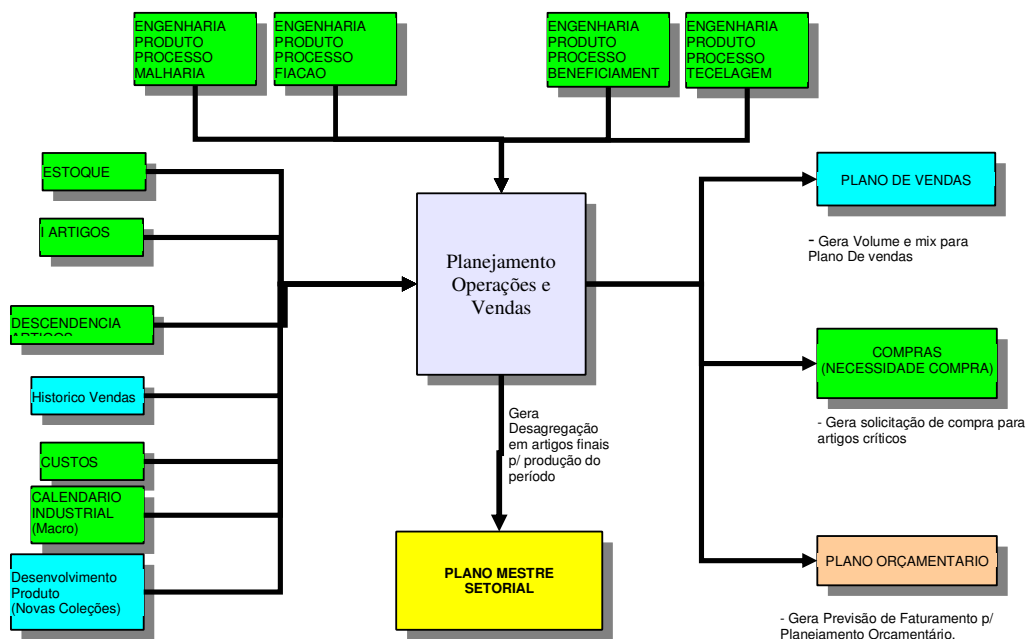 ENGENHARIA
PRODUTO
PROCESSO
MALHARIA
ENGENHARIA
PRODUTO
PROCESSO
FIACAO
ENGENHARIA
PRODUTO
PROCESSO
BENEFICIAMENT
ENGENHARIA
PRODUTO
PROCESSO
TECELAGEM
ESTOQUE
I ARTIGOS
DESCENDENCIA
ARTIGOS
Historico Vendas
CUSTOS
CALENDARIO
INDUSTRIAL
(Macro)
Desenvolvimento
Produto
(Novas Coleções)
Planejamento
Operações e
Vendas
Gera
Desagregação
em artigos finais
p/ produção do
período
PLANO MESTRE
SETORIAL
PLANO DE VENDAS
- Gera Volume e mix para
Plano De vendas
COMPRAS
(NECESSIDADE COMPRA)
- Gera solicitação de compra para
artigos críticos
PLANO ORÇAMENTARIO
- Gera Previsão de Faturamento p/
Planejamento Orçamentário.